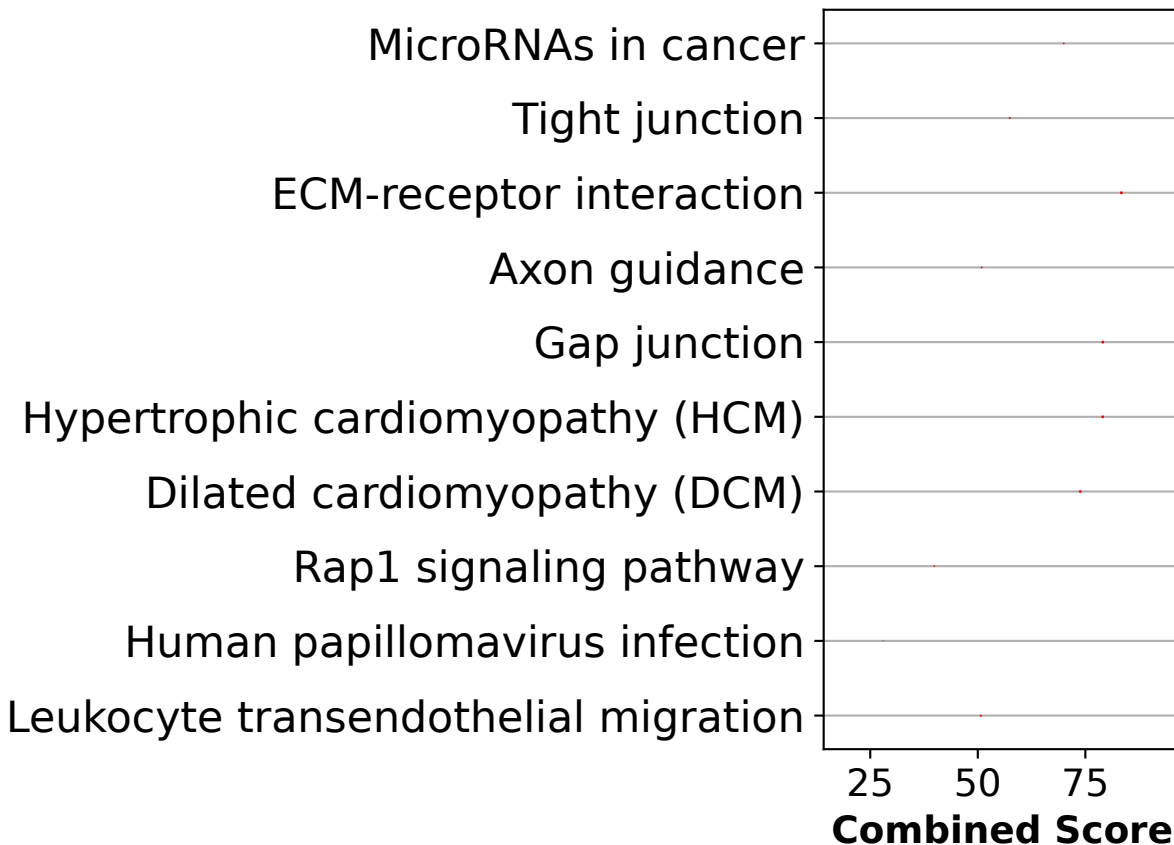 MicroRNAs in cancer
Tight junction
ECM-receptor interaction
Axon guidance
Gap junction
Hypertrophic cardiomyopathy (HCM)
Dilated cardiomyopathy (DCM)
Rap1 signaling pathway
Human papillomavirus infection
Leukocyte transendothelial migration
25 50 75
Combined Score